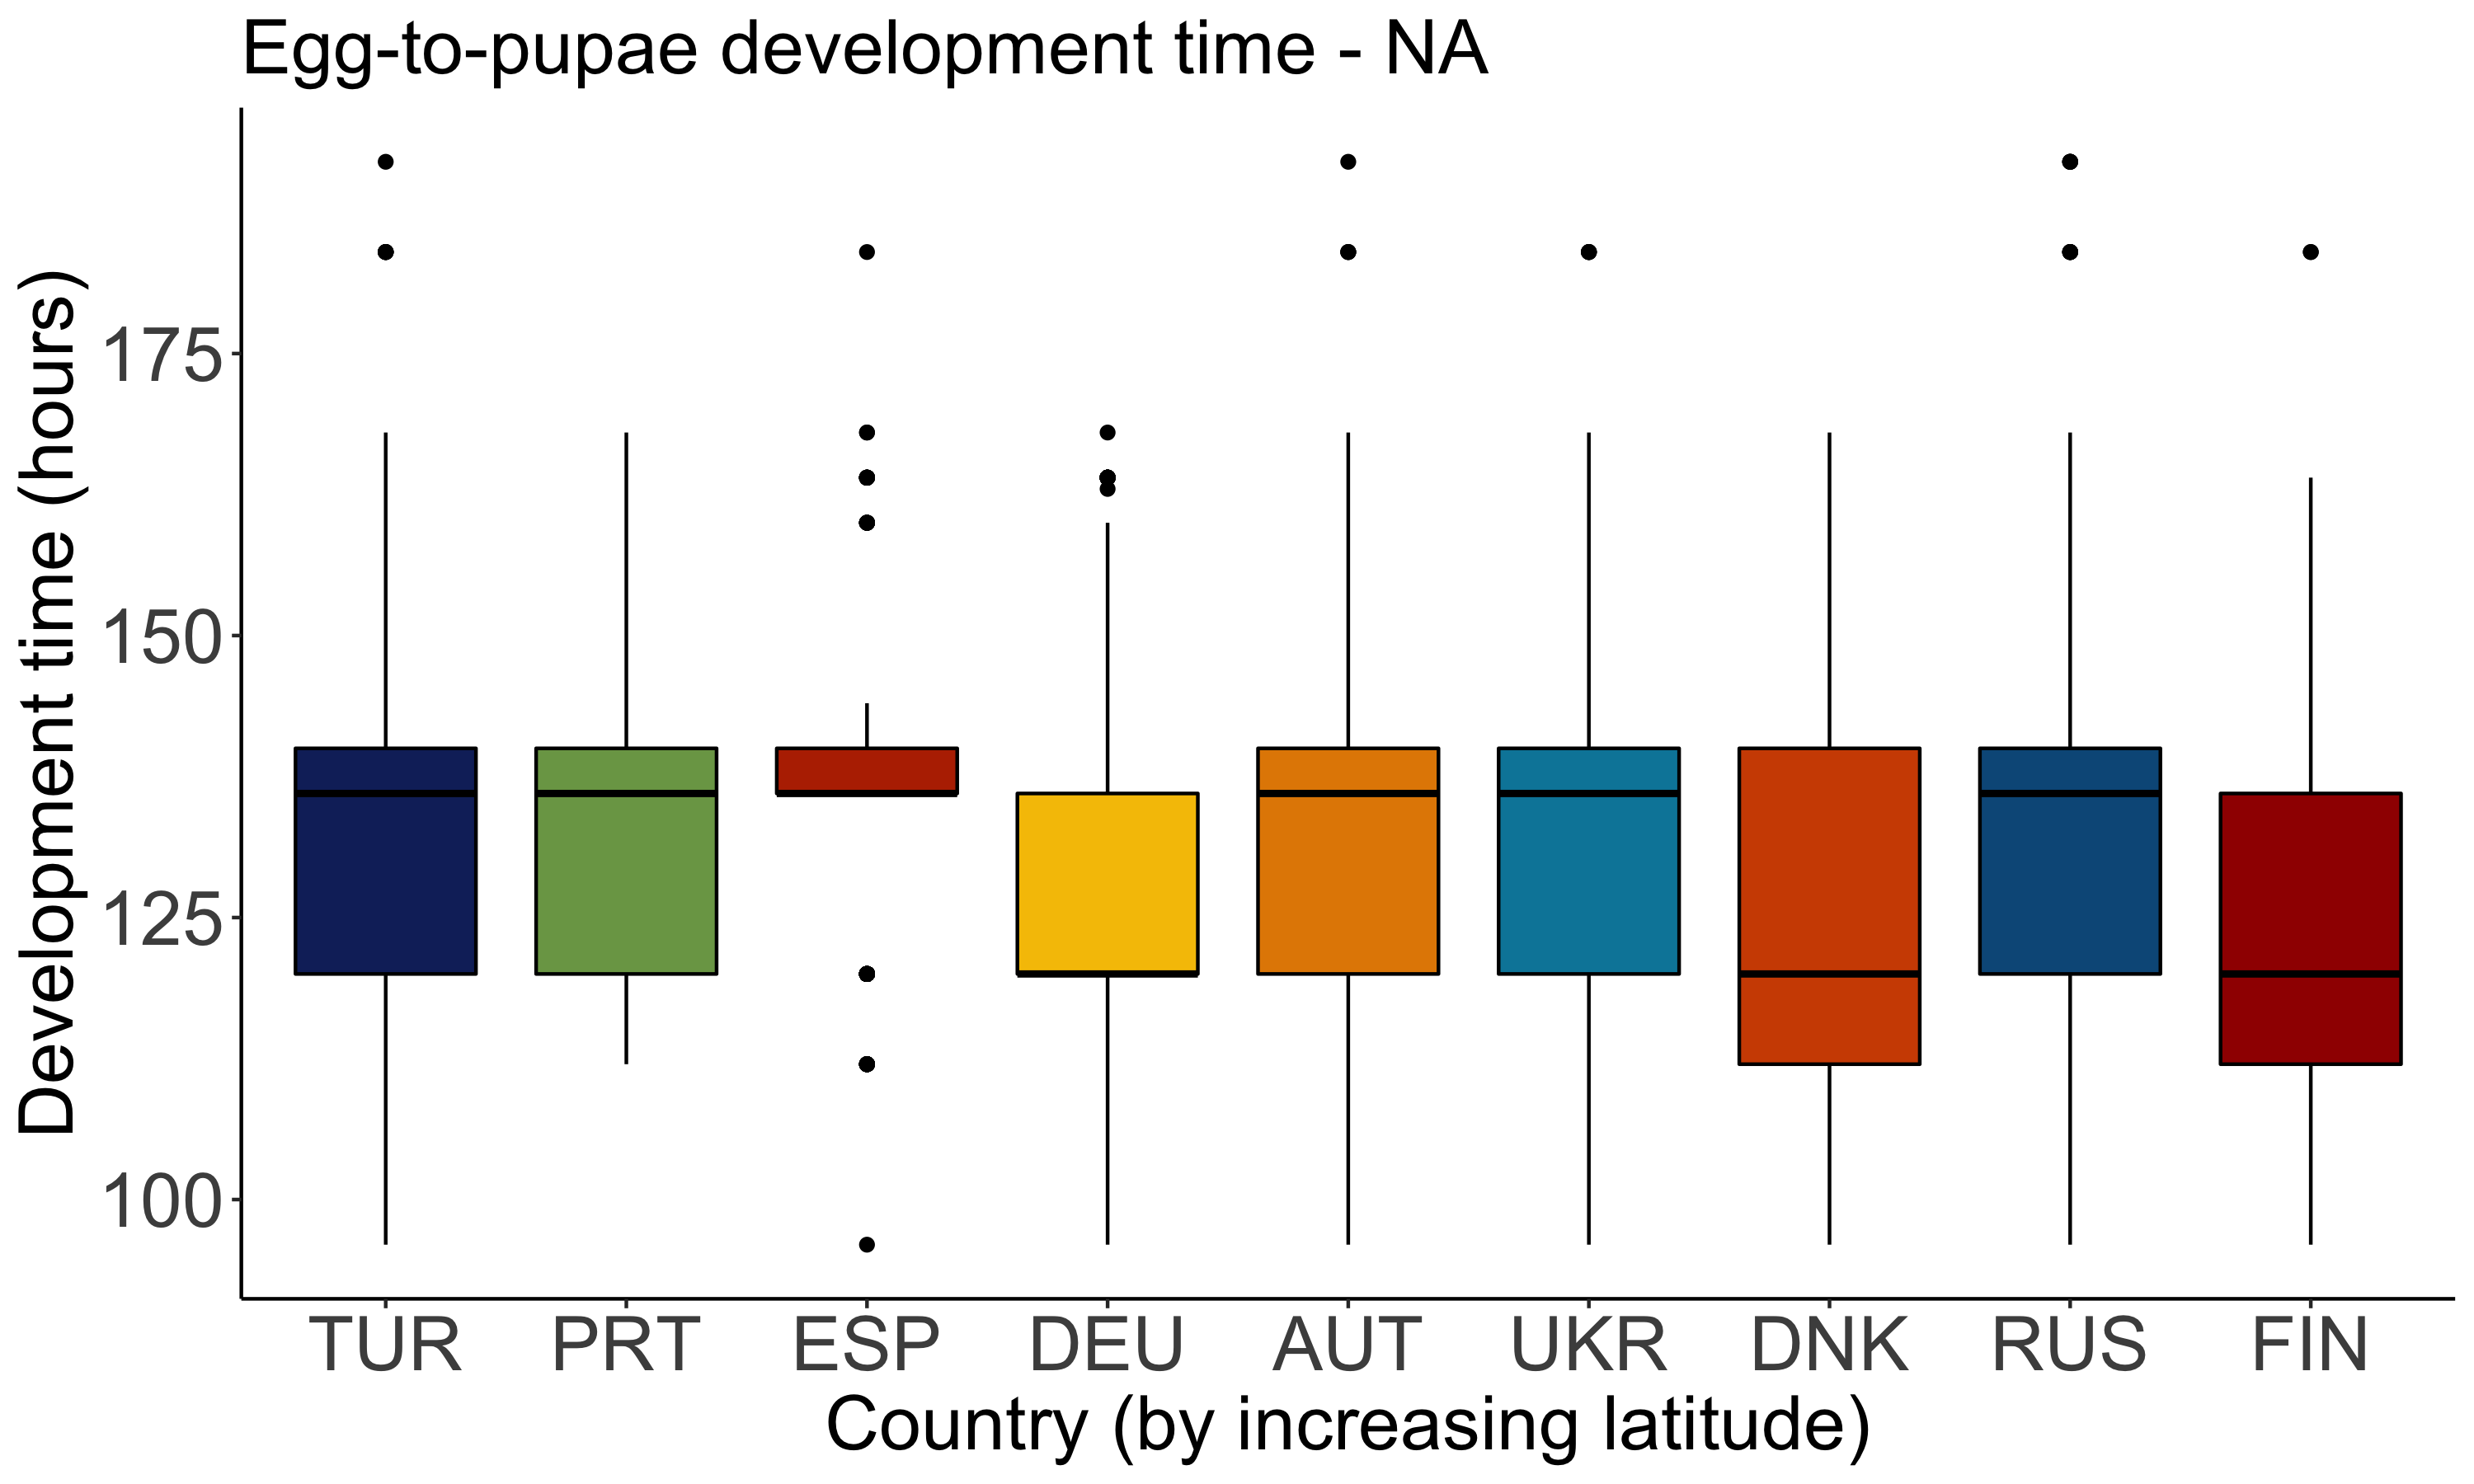 Egg-to-pupae development time - NA
Development time (hours)
175
150
125
100
TUR PRT ESP DEU AUT UKR DNK RUS FIN
Country (by increasing latitude)